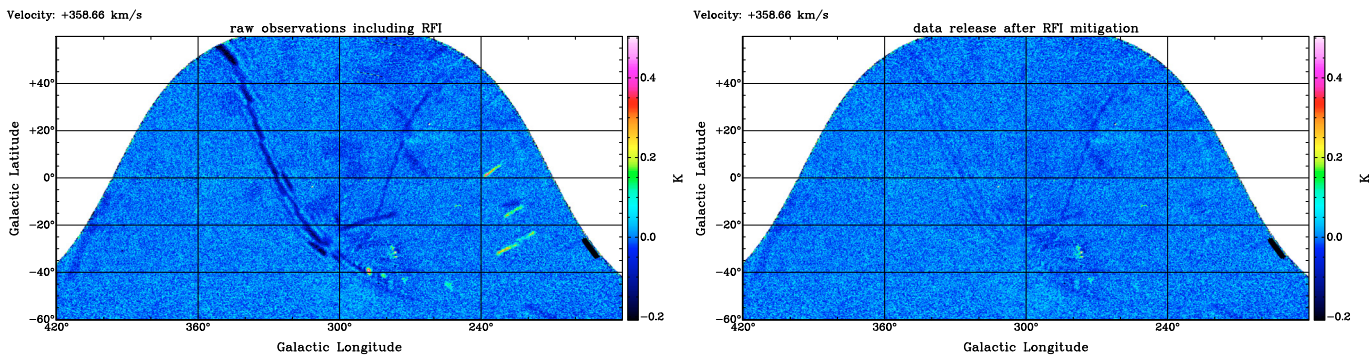 Velocity: +358.66 km/s
raw observations including RFI
Galactic Latitude
+40°
+20°
0°
−20°
−40°
−60°
420
360
300
240°
Galactic Longitude
0.4
0.2
0.0
−0.2
K
Velocity: +358.66 km/s
data release after RFI mitigation
Galactic Latitude
+40°
+20°
0°
−20°
−40°
−60°
420
360
300
240°
Galactic Longitude
0.4
0.2
0.0
−0.2
K